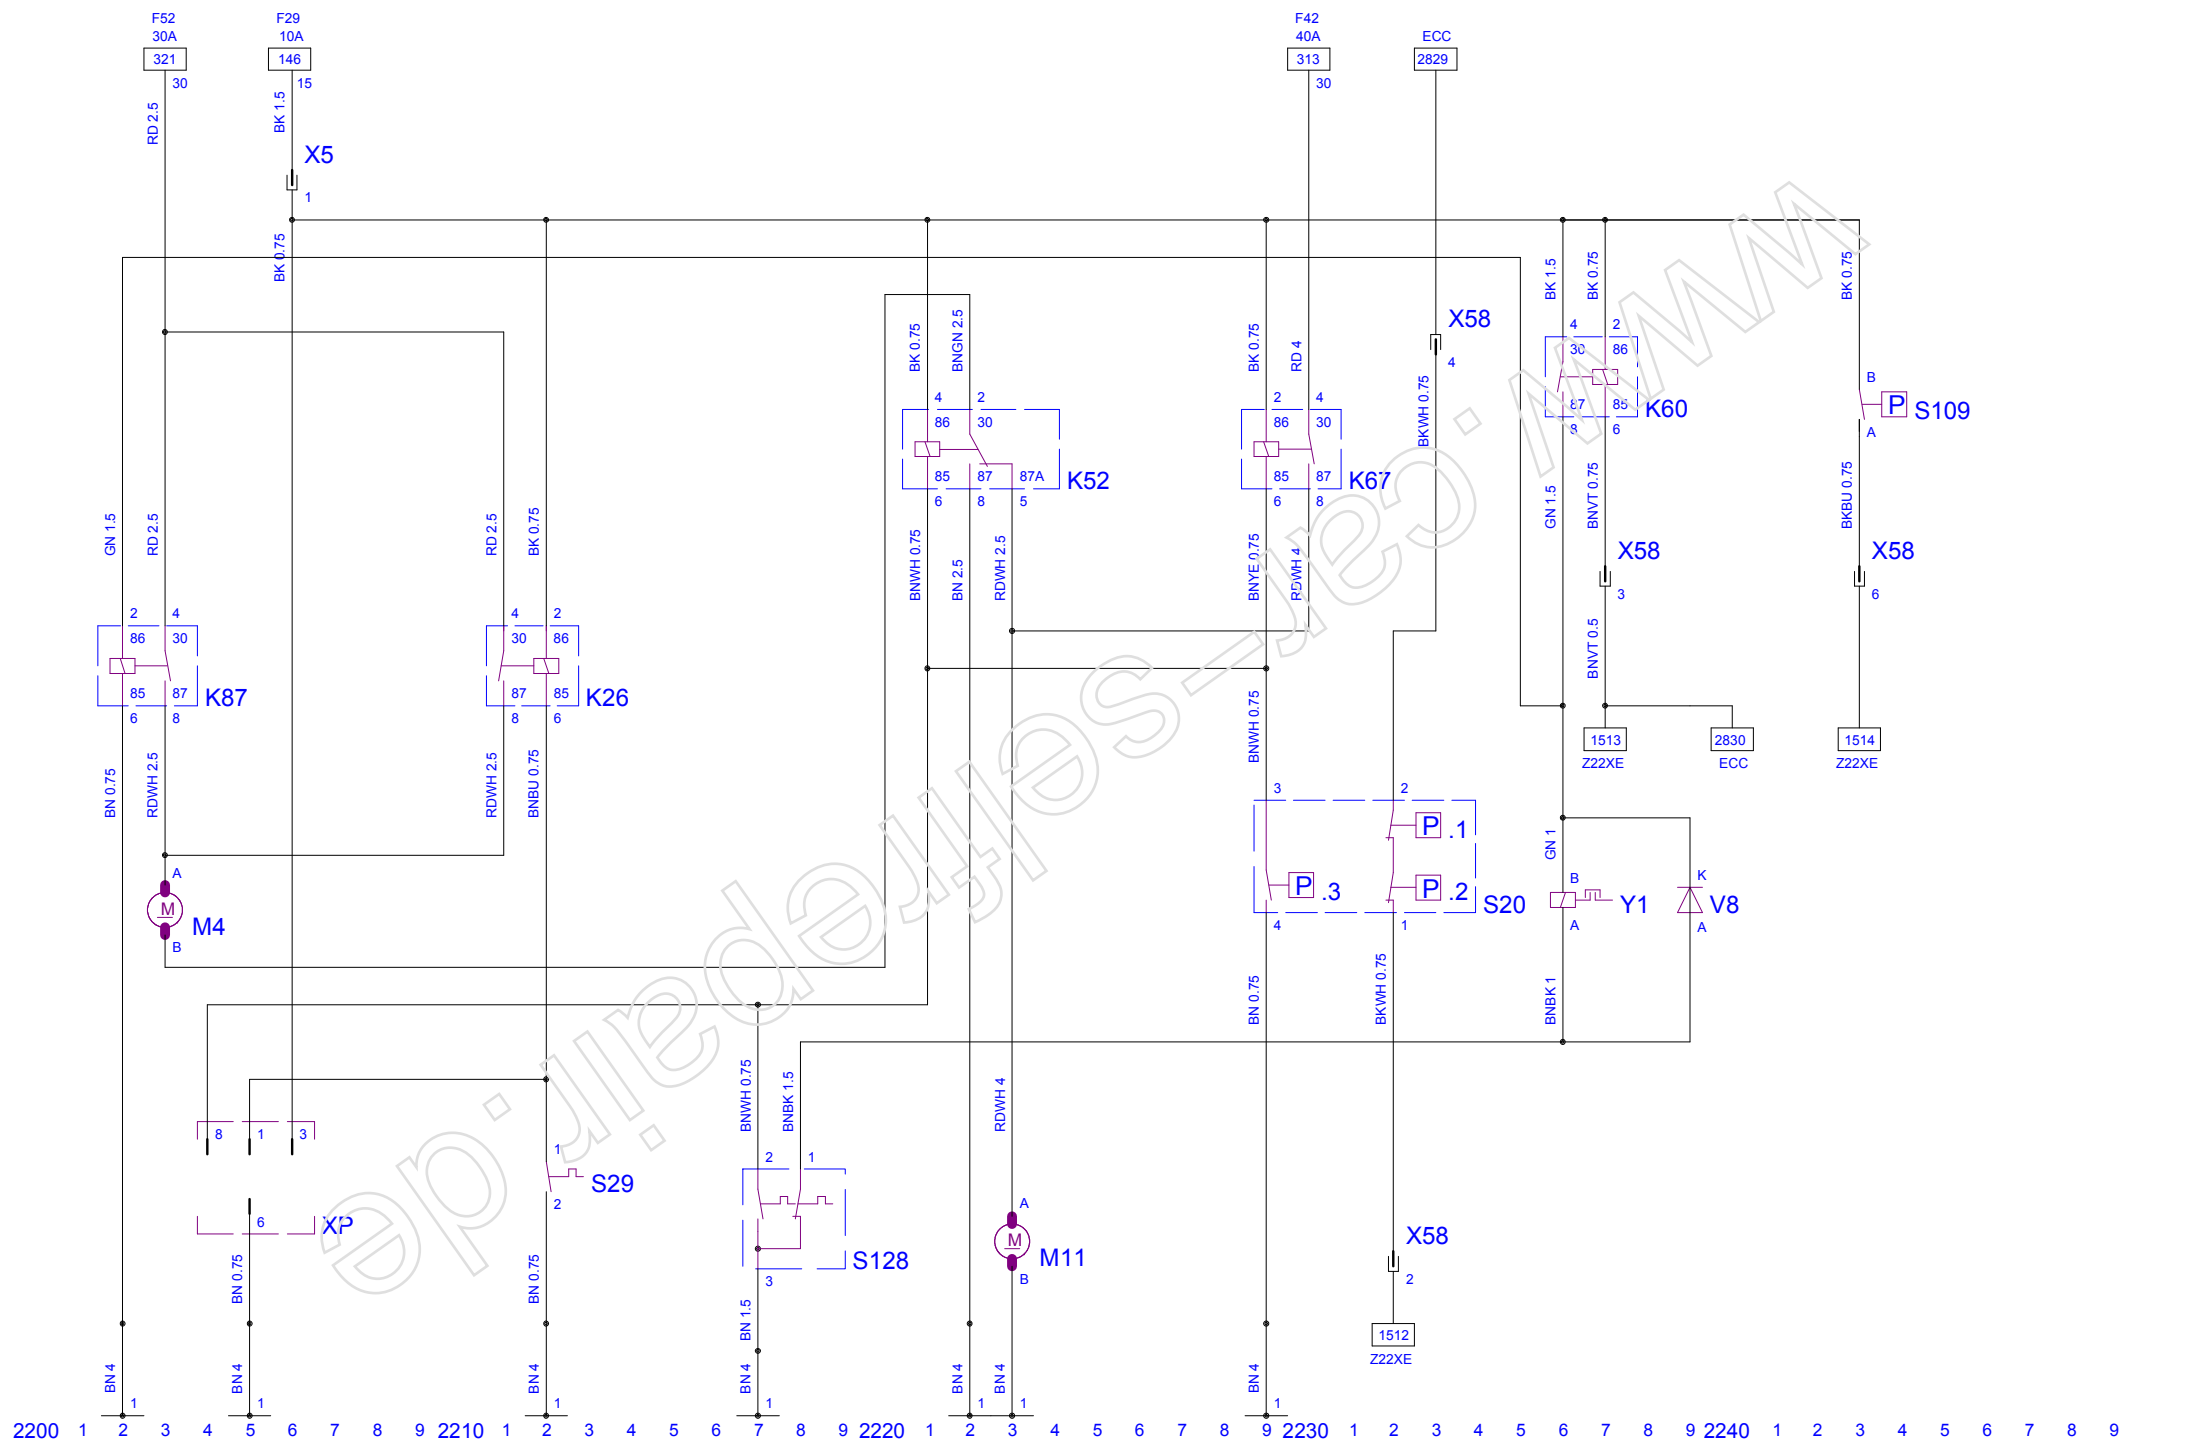 F52 F29 F42
30A 10A 40A ECC
321 146 313 2829
30 15 30
RD 2.5 BK 1.5
X5
1
BK 0.75 BK 1.5 BK 0.75 BK 0.75
X58
4
BK 0.75 BNGN 2.5 BK 0.75 RD 4
4 2
30 86
87 85 K60
8 6
B
P S109
A
BKWH 0.75
4 2 2 4
86 30 86 30
85 87 87A K52 85 87 K67
6 8 5 6 8
GN 1.5 RD 2.5 RD 2.5 BK 0.75
BNWH 0.75 BN 2.5 RDWH 2.5 BNYE 0.75 RDWH 4
GN 1.5 BNVT 0.75 BKBU 0.75
X58 X58
3 6
BNVT 0.5
2 4 4 2
86 30 30 86
85 87 K87 87 85 K26
6 8 8 6
BN 0.75 RDWH 2.5 RDWH 2.5 BNBU 0.75 BNWH 0.75
1513 2830 1514
Z22XE ECC Z22XE
3 2
P .1
P .3 P .2 S20
4 1
GN 1
B K
Y1 V8
A A
A
M M4
B
BN 0.75 BKWH 0.75 BNBK 1
BNWH 0.75 BNBK 1.5 RDWH 4
8 1 3
6 XP
1
S29
2
2 1
S128
3
A
M M11
B
X58
2
BN 0.75 BN 0.75 BN 1.5
1512
Z22XE
BN 4 BN 4 BN 4 BN 4 BN 4 BN 4 BN 4
1 1 1 1 1 1 1
2200 1 2 3 4 5 6 7 8 9 2210 1 2 3 4 5 6 7 8 9 2220 1 2 3 4 5 6 7 8 9 2230 1 2 3 4 5 6 7 8 9 2240 1 2 3 4 5 6 7 8 9
www.car-selfrepair.de